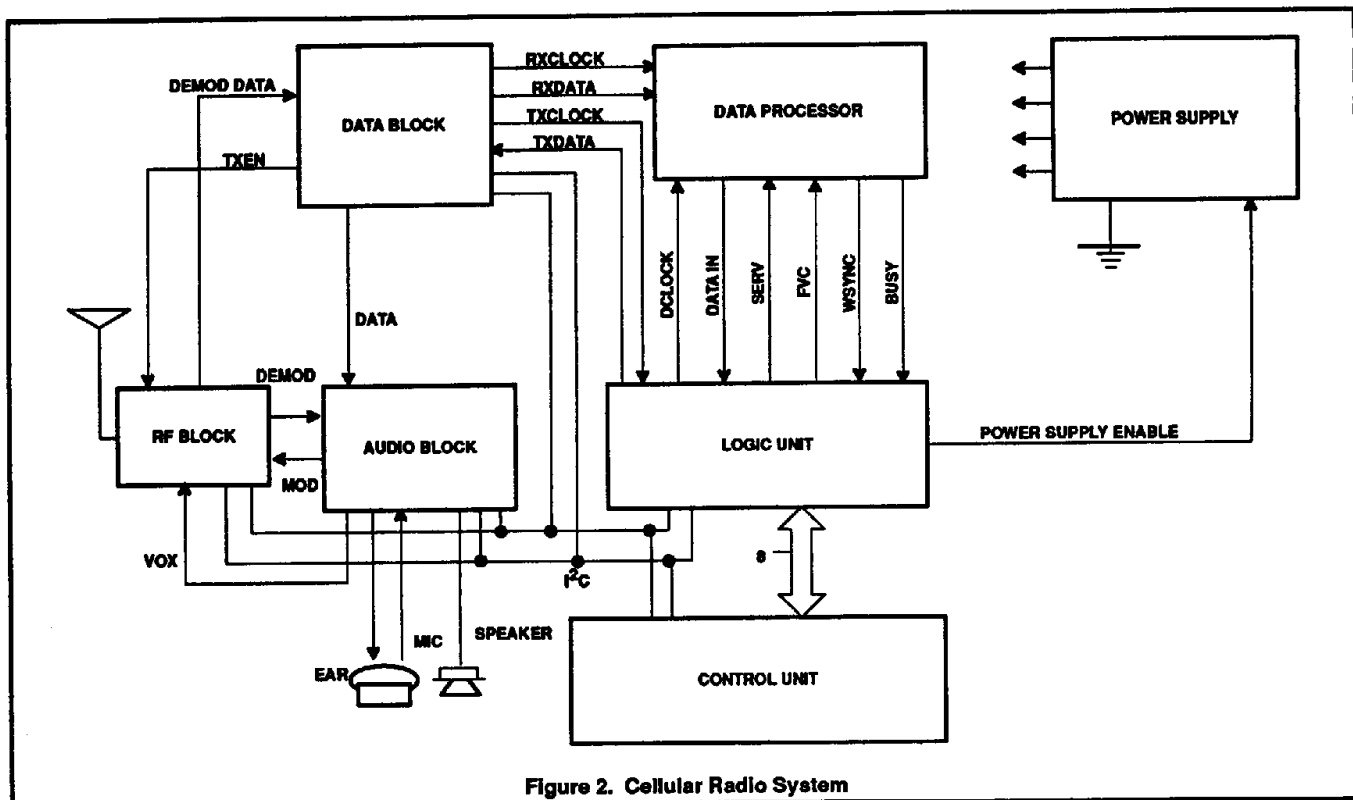 RXCLOCK
DEMOD DATA
RXDATA
DATA BLOCK
TXCLOCK
DATA PROCESSOR
POWER SUPPLY
TXEN
TXDATA
DCLOCK
DATA IN
SERV
FVC
WSYNC
BUSY
DATA
DEMOD
RF BLOCK
AUDIO BLOCK
MOD
LOGIC UNIT
POWER SUPPLY ENABLE
VOX
I²C
8
EAR
MIC
SPEAKER
CONTROL UNIT
Figure 2. Cellular Radio System